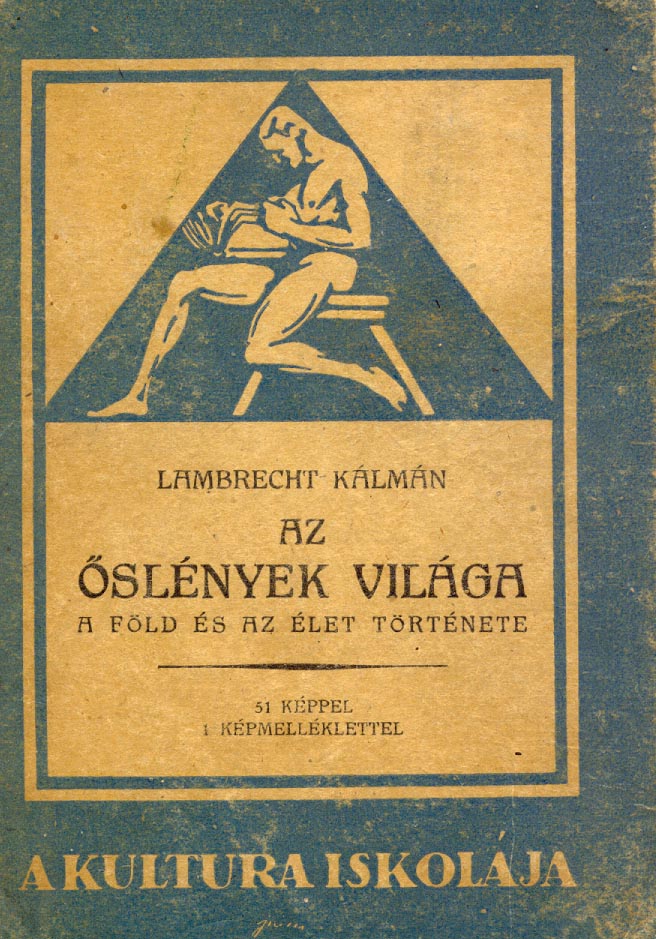 LAMBRECHT KÁLMÁN
AZ
ŐSLÉNYEK VILÁGA
A FÖLD ÉS AZ ÉLET TÖRTÉNETE
51 KÉPPEL
1 KÉPMELLÉKLETTEL
A KULTURA ISKOLÁJA